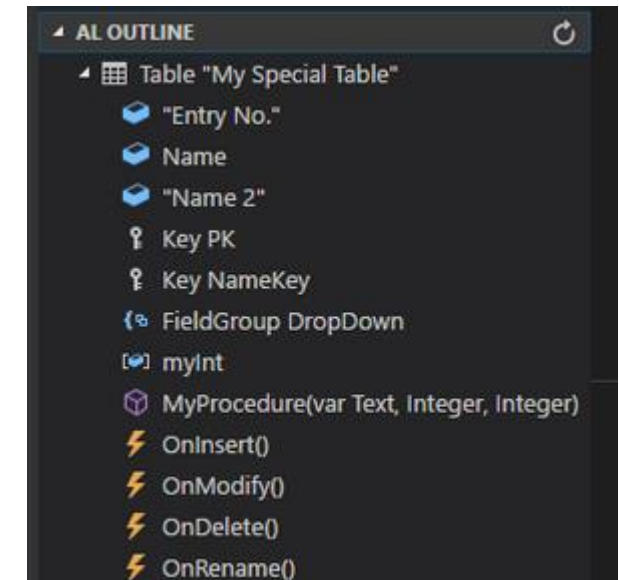 AL OUTLINE
Table "My Special Table"
"Entry No."
Name
"Name 2"
Key PK
Key NameKey
FieldGroup DropDown
myInt
MyProcedure(var Text, Integer, Integer)
OnInsert()
OnModify()
OnDelete()
OnRename()